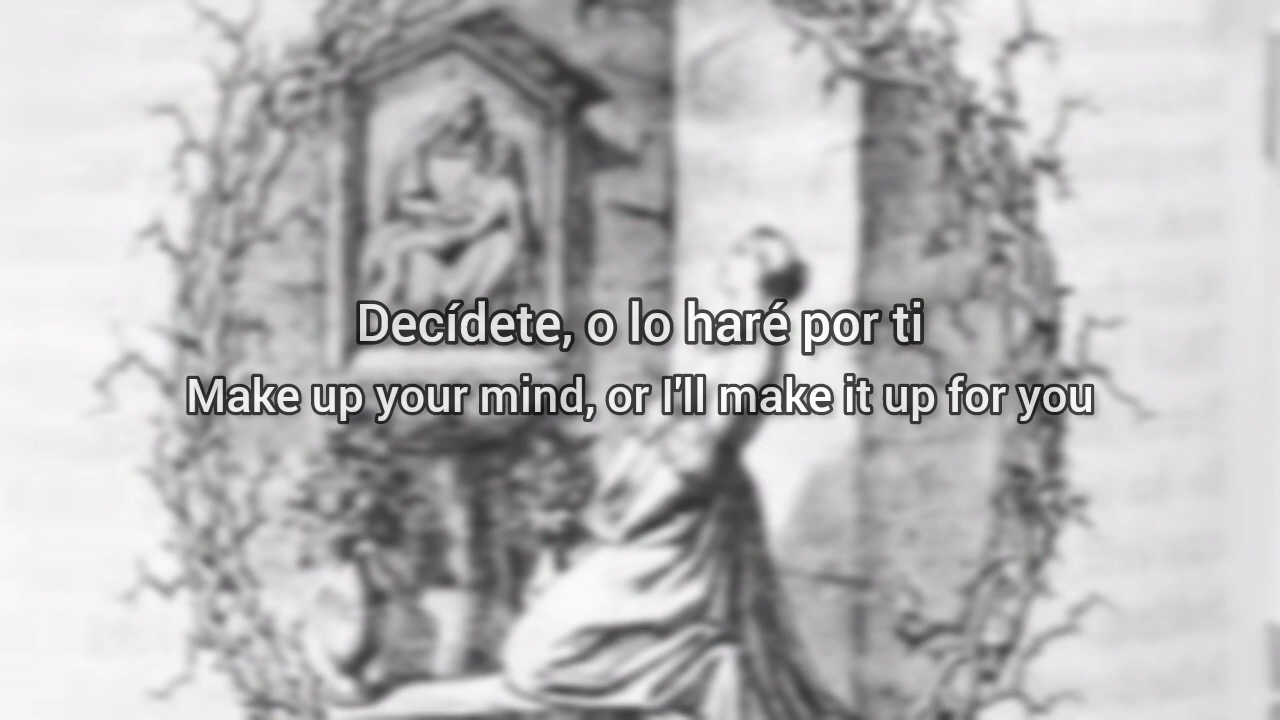 Decídete, o lo haré por ti
Make up your mind, or I'll make it up for you